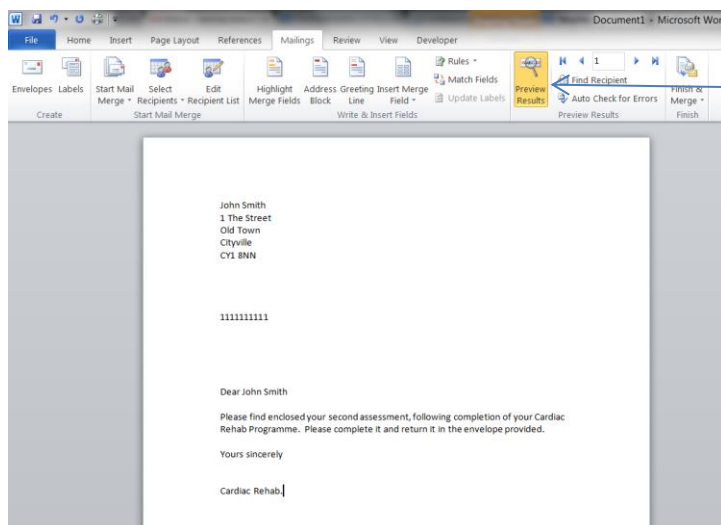 Document1 - Microsoft Wor
File Home Insert Page Layout References Mailings Review View Developer
Envelopes Labels Start Mail Merge Select Recipients Edit Recipient List Highlight Merge Fields Address Block Greeting Line Insert Merge Field Rules Match Fields Update Labels Preview Results 1 Find Recipient Auto Check for Errors Finish & Merge
Create Start Mail Merge Write & Insert Fields Preview Results Finish
John Smith
1 The Street
Old Town
Cityville
CY1 8NN
1111111111
Dear John Smith
Please find enclosed your second assessment, following completion of your Cardiac
Rehab Programme. Please complete it and return it in the envelope provided.
Yours sincerely
Cardiac Rehab.